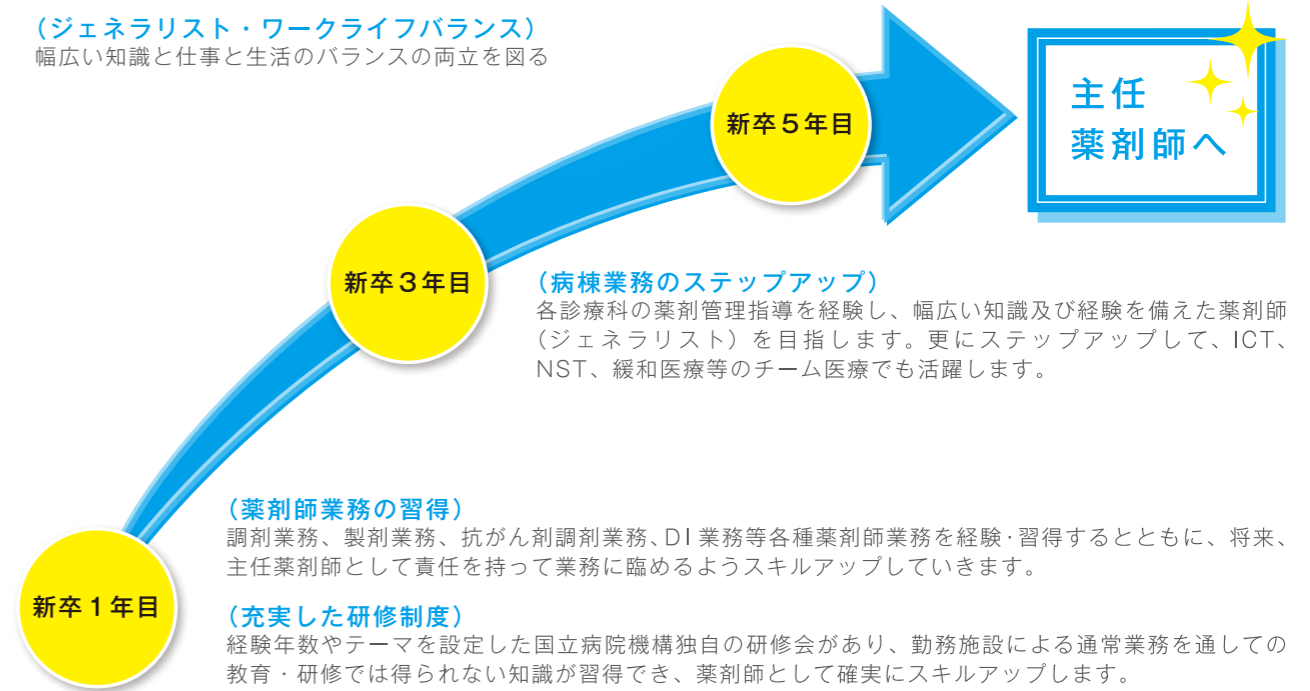 （ジェネラリスト・ワークライフバランス）
幅広い知識と仕事と生活のバランスの両立を図る
新卒５年目
主任
薬剤師へ
新卒３年目
（病棟業務のステップアップ）
各診療科の薬剤管理指導を経験し、幅広い知識及び経験を備えた薬剤師
（ジェネラリスト）を目指します。更にステップアップして、ICT、
NST、緩和医療等のチーム医療でも活躍します。
（薬剤師業務の習得）
調剤業務、製剤業務、抗がん剤調剤業務、DI業務等各種薬剤師業務を経験・習得するとともに、将来、
主任薬剤師として責任を持って業務に臨めるようスキルアップしていきます。
新卒１年目
（充実した研修制度）
経験年数やテーマを設定した国立病院機構独自の研修会があり、勤務施設による通常業務を通しての
教育・研修では得られない知識が習得でき、薬剤師として確実にスキルアップします。